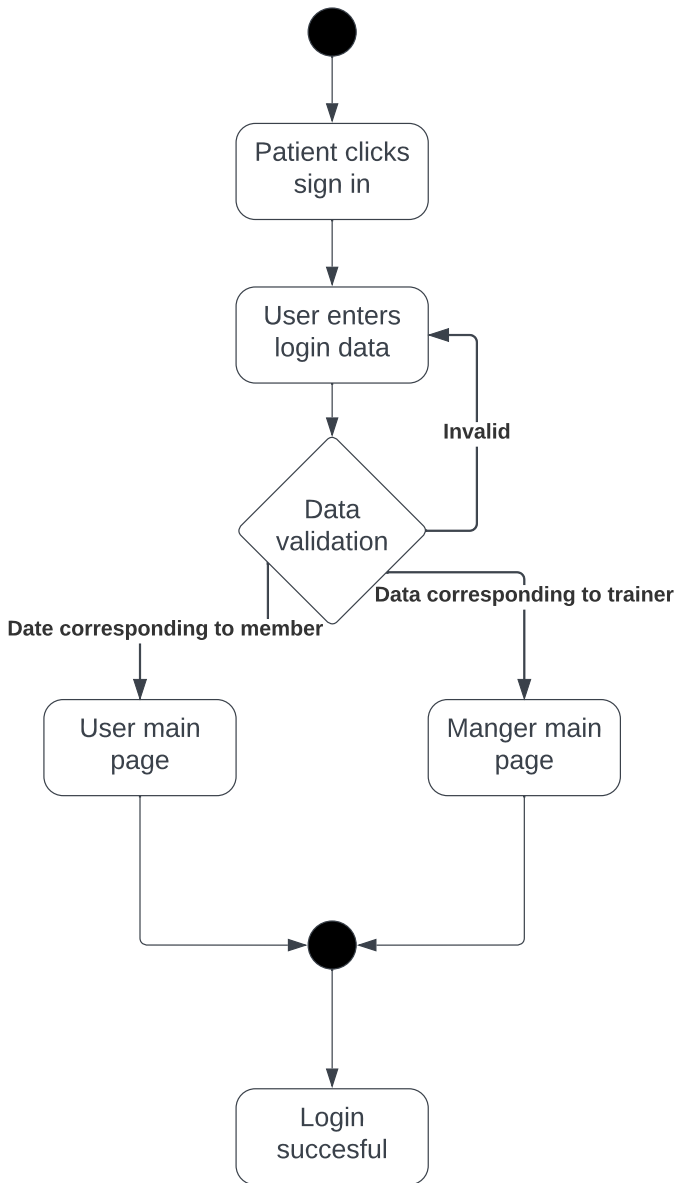 Patient clicks
sign in
User enters
login data
Invalid
Data
validation
Data corresponding to trainer
Date corresponding to member
User main
page
Manger main
page
Login
succesful